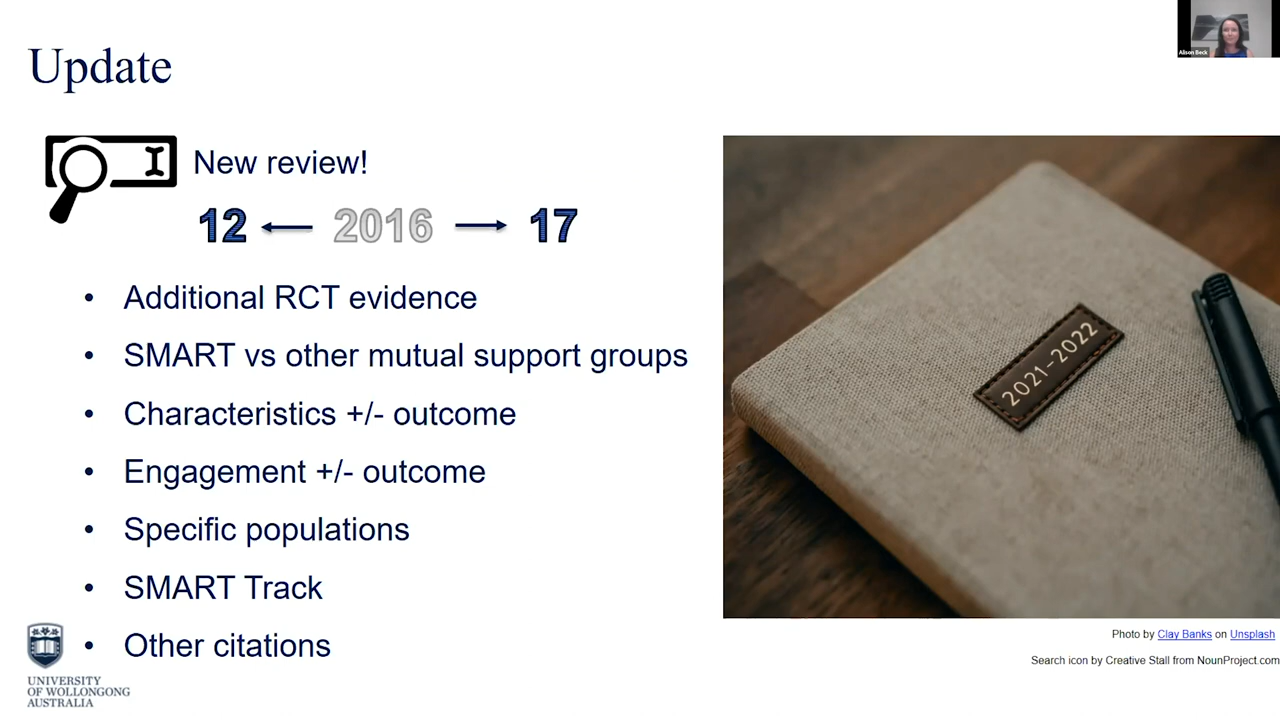 Alison Beck
Update
New review!
12 2016 17
• Additional RCT evidence
• SMART vs other mutual support groups
• Characteristics +/- outcome
• Engagement +/- outcome
• Specific populations
• SMART Track
• Other citations
2021-2022
Photo by Clay Banks on Unsplash
Search icon by Creative Stall from NounProject.com
UNIVERSITY
OF WOLLONGONG
AUSTRALIA